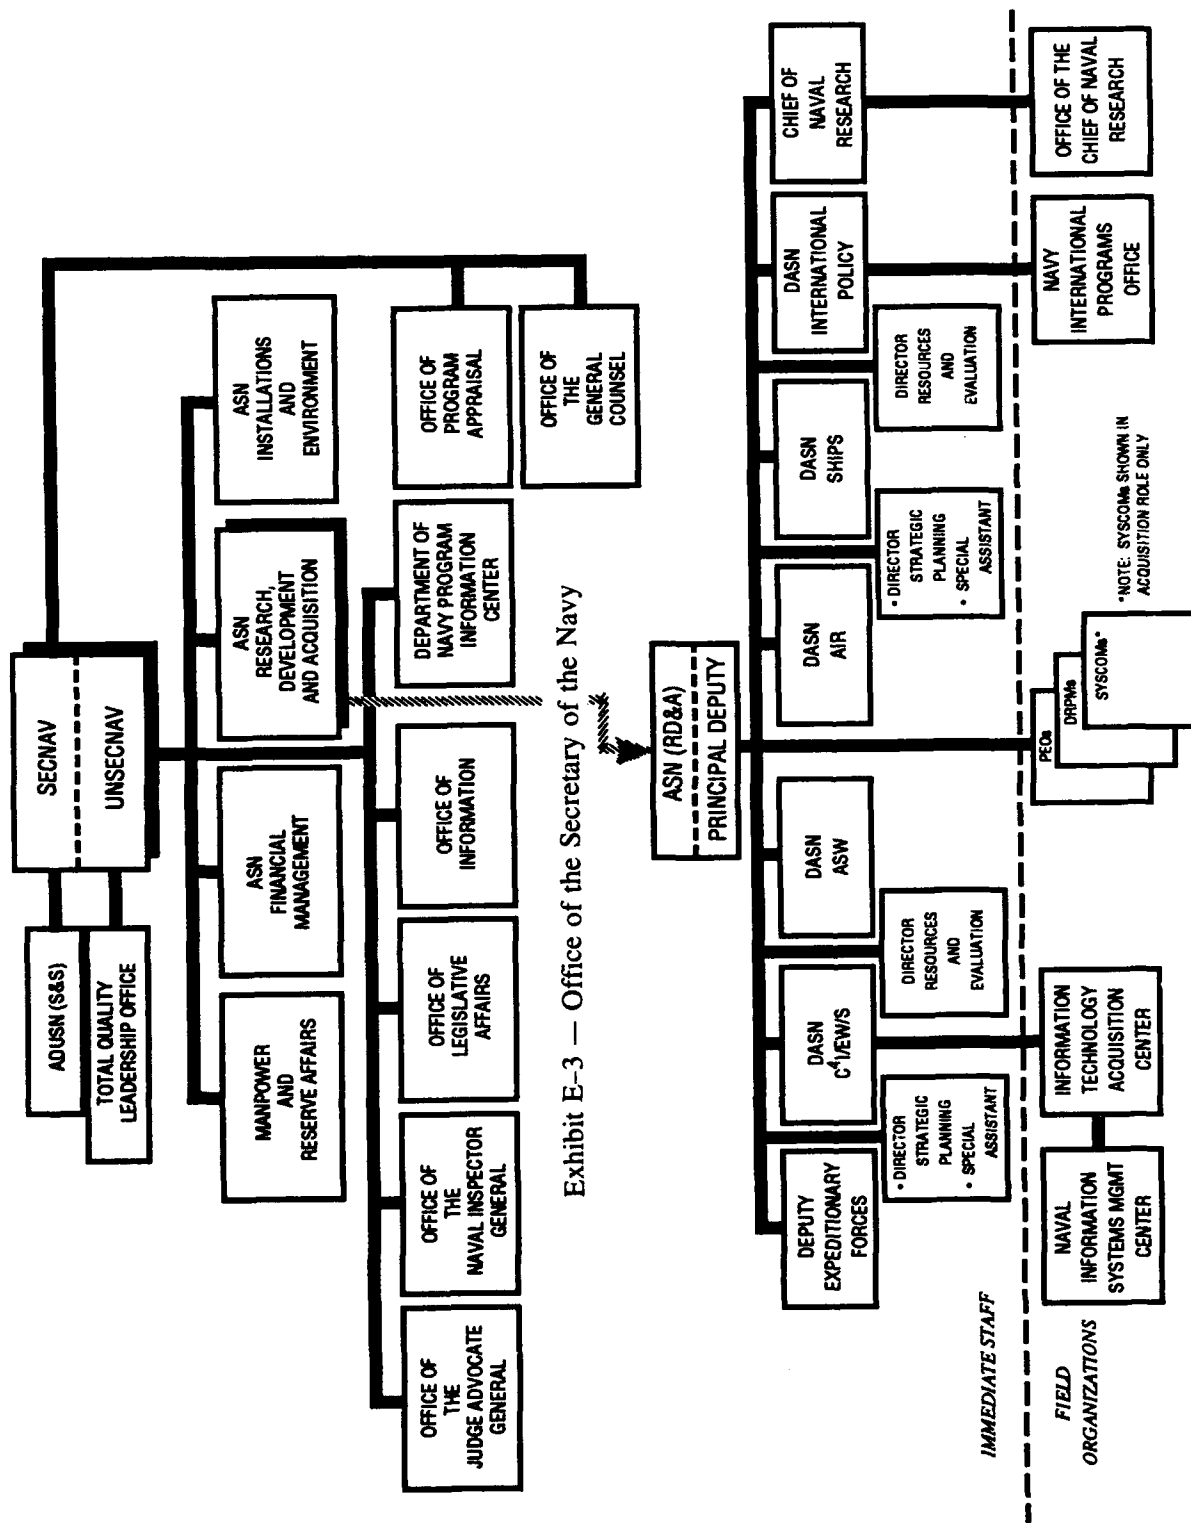 SECNAV
UNSECNAV
ADUSN (S&S)
TOTAL QUALITY
LEADERSHIP OFFICE
MANPOWER
AND
RESERVE AFFAIRS
ASN
FINANCIAL
MANAGEMENT
ASN
RESEARCH,
DEVELOPMENT
AND ACQUISITION
ASN
INSTALLATIONS
AND
ENVIRONMENT
OFFICE OF
THE
JUDGE ADVOCATE
GENERAL
OFFICE OF
THE
NAVAL INSPECTOR
GENERAL
OFFICE OF
LEGISLATIVE
AFFAIRS
OFFICE OF
INFORMATION
DEPARTMENT OF
NAVY PROGRAM
INFORMATION
CENTER
OFFICE OF
PROGRAM
APPRAISAL
OFFICE OF
THE
GENERAL
COUNSEL
Exhibit E-3 — Office of the Secretary of the Navy
ASN (RD&A)
PRINCIPAL DEPUTY
DEPUTY
EXPEDITIONARY
FORCES
DASN
C⁴I/EW/S
DASN
ASW
DASN
AIR
DASN
SHIPS
DASN
INTERNATIONAL
POLICY
CHIEF OF
NAVAL
RESEARCH
• DIRECTOR
STRATEGIC
PLANNING
• SPECIAL
ASSISTANT
DIRECTOR
RESOURCES
AND
EVALUATION
• DIRECTOR
STRATEGIC
PLANNING
• SPECIAL
ASSISTANT
DIRECTOR
RESOURCES
AND
EVALUATION
IMMEDIATE STAFF
FIELD
ORGANIZATIONS
NAVAL
INFORMATION
SYSTEMS MGMT
CENTER
INFORMATION
TECHNOLOGY
ACQUISITION
CENTER
PEOs
DRPMs
SYSCOMs*
*NOTE: SYSCOMs SHOWN IN
ACQUISITION ROLE ONLY
NAVY
INTERNATIONAL
PROGRAMS
OFFICE
OFFICE OF THE
CHIEF OF NAVAL
RESEARCH